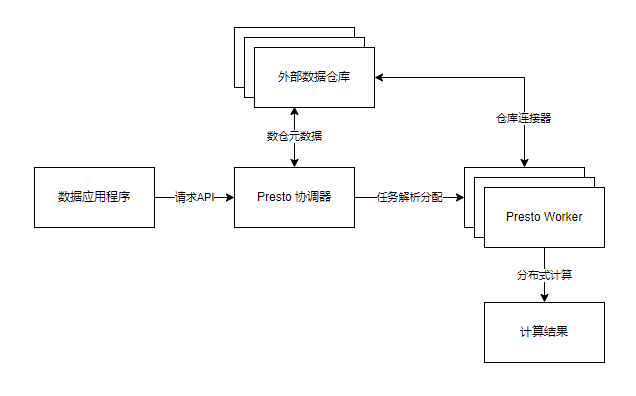 外部数据仓库
仓库连接器
数仓元数据
数据应用程序
请求API
Presto 协调器
任务解析分配
Presto Worker
分布式计算
计算结果